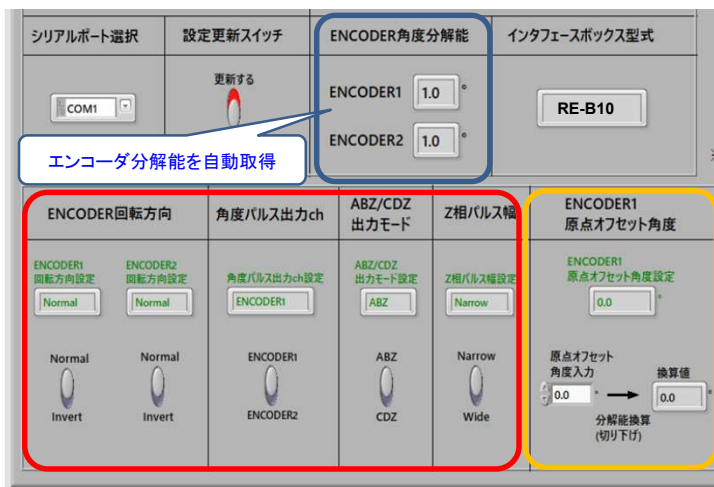 シリアルポート選択
設定更新スイッチ
ENCODER角度分解能
インタフェースボックス型式
COM1
更新する
ENCODER1 1.0 °
ENCODER2 1.0 °
RE-B10
エンコーダ分解能を自動取得
ENCODER回転方向
角度パルス出力ch
ABZ/CDZ
出力モード
Z相パルス幅
ENCODER1
原点オフセット角度
ENCODER1
回転方向設定
Normal
ENCODER2
回転方向設定
Normal
角度パルス出力ch設定
ENCODER1
ABZ/CDZ
出力モード設定
ABZ
Z相パルス幅設定
Narrow
ENCODER1
原点オフセット角度設定
0.0 °
Normal
Invert
Normal
Invert
ENCODER1
ENCODER2
ABZ
CDZ
Narrow
Wide
原点オフセット
角度入力
0.0 °
換算値
0.0 °
分解能換算
(切り下げ)